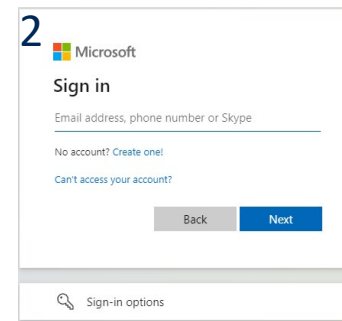 2
Microsoft
Sign in
Email address, phone number or Skype
No account? Create one!
Can't access your account?
Back Next
Sign-in options